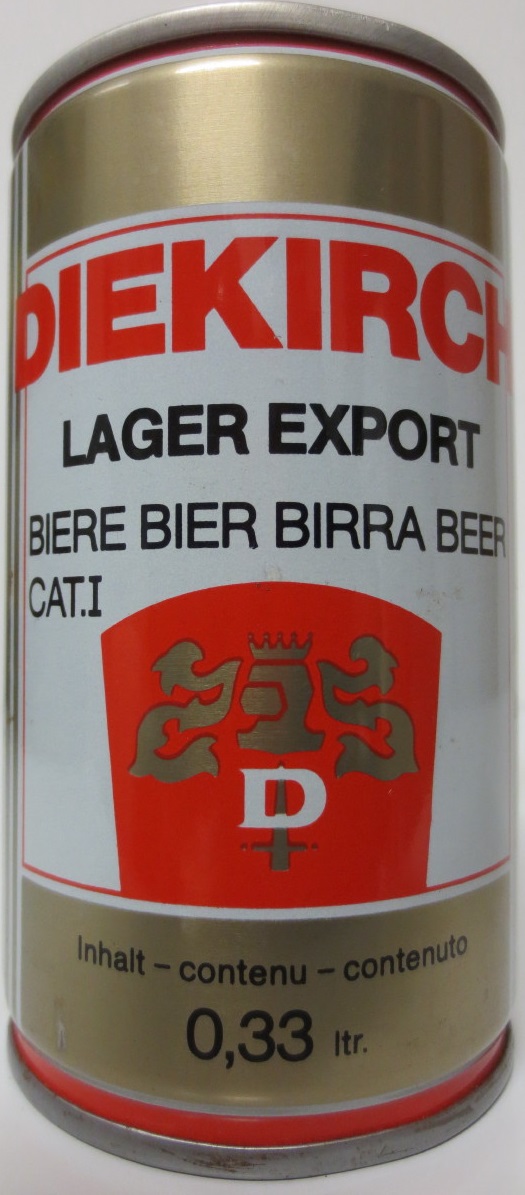 DIEKIRCH
LAGER EXPORT
BIERE BIER BIRRA BEER
CAT.I
D
Inhalt – contenu – contenuto
0,33 ltr.